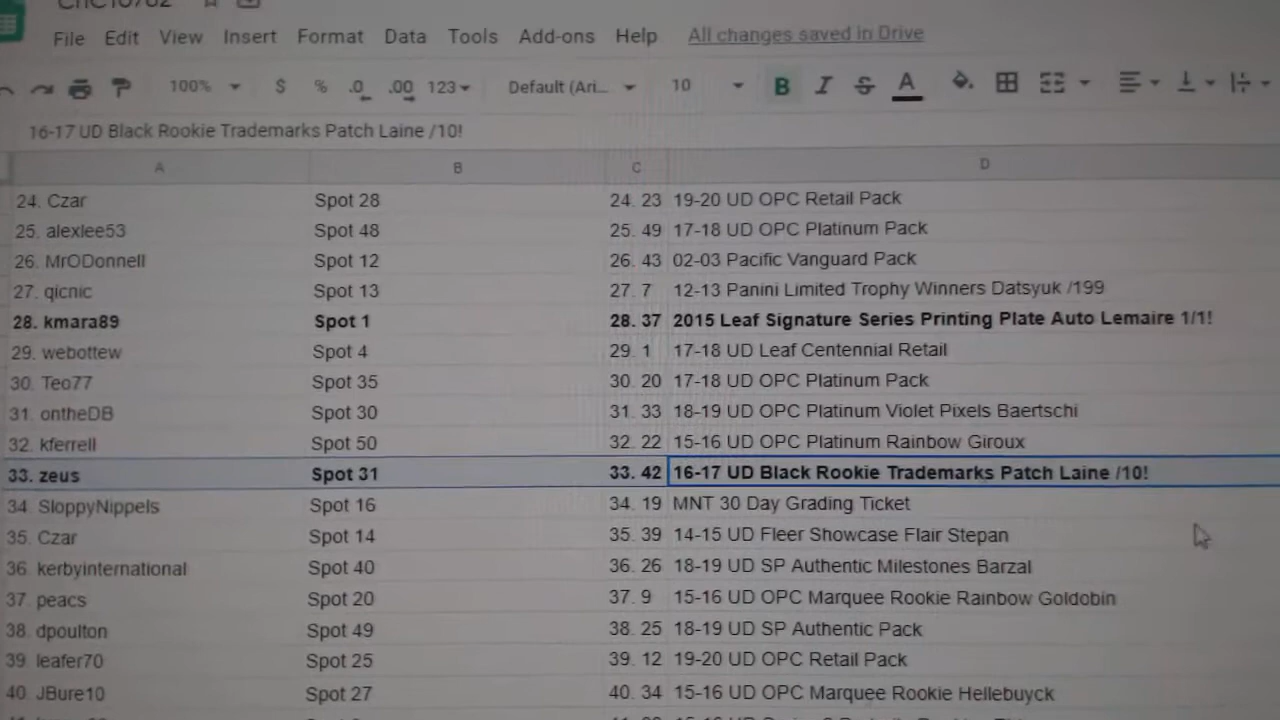 File Edit View Insert Format Data Tools Add-ons Help All changes saved in Drive
100% $ % .0 .00 123 Default (Ari... 10 B I S A
16-17 UD Black Rookie Trademarks Patch Laine /10!
A B C D
24. Czar Spot 28 24. 23 19-20 UD OPC Retail Pack
25. alexlee53 Spot 48 25. 49 17-18 UD OPC Platinum Pack
26. MrODonnell Spot 12 26. 43 02-03 Pacific Vanguard Pack
27. qicnic Spot 13 27. 7 12-13 Panini Limited Trophy Winners Datsyuk /199
28. kmara89 Spot 1 28. 37 2015 Leaf Signature Series Printing Plate Auto Lemaire 1/1!
29. webottew Spot 4 29. 1 17-18 UD Leaf Centennial Retail
30. Teo77 Spot 35 30. 20 17-18 UD OPC Platinum Pack
31. ontheDB Spot 30 31. 33 18-19 UD OPC Platinum Violet Pixels Baertschi
32. kferrell Spot 50 32. 22 15-16 UD OPC Platinum Rainbow Giroux
33. zeus Spot 31 33. 42 16-17 UD Black Rookie Trademarks Patch Laine /10!
34. SloppyNippels Spot 16 34. 19 MNT 30 Day Grading Ticket
35. Czar Spot 14 35. 39 14-15 UD Fleer Showcase Flair Stepan
36. kerbyinternational Spot 40 36. 26 18-19 UD SP Authentic Milestones Barzal
37. peacs Spot 20 37. 9 15-16 UD OPC Marquee Rookie Rainbow Goldobin
38. dpoulton Spot 49 38. 25 18-19 UD SP Authentic Pack
39. leafer70 Spot 25 39. 12 19-20 UD OPC Retail Pack
40. JBure10 Spot 27 40. 34 15-16 UD OPC Marquee Rookie Hellebuyck